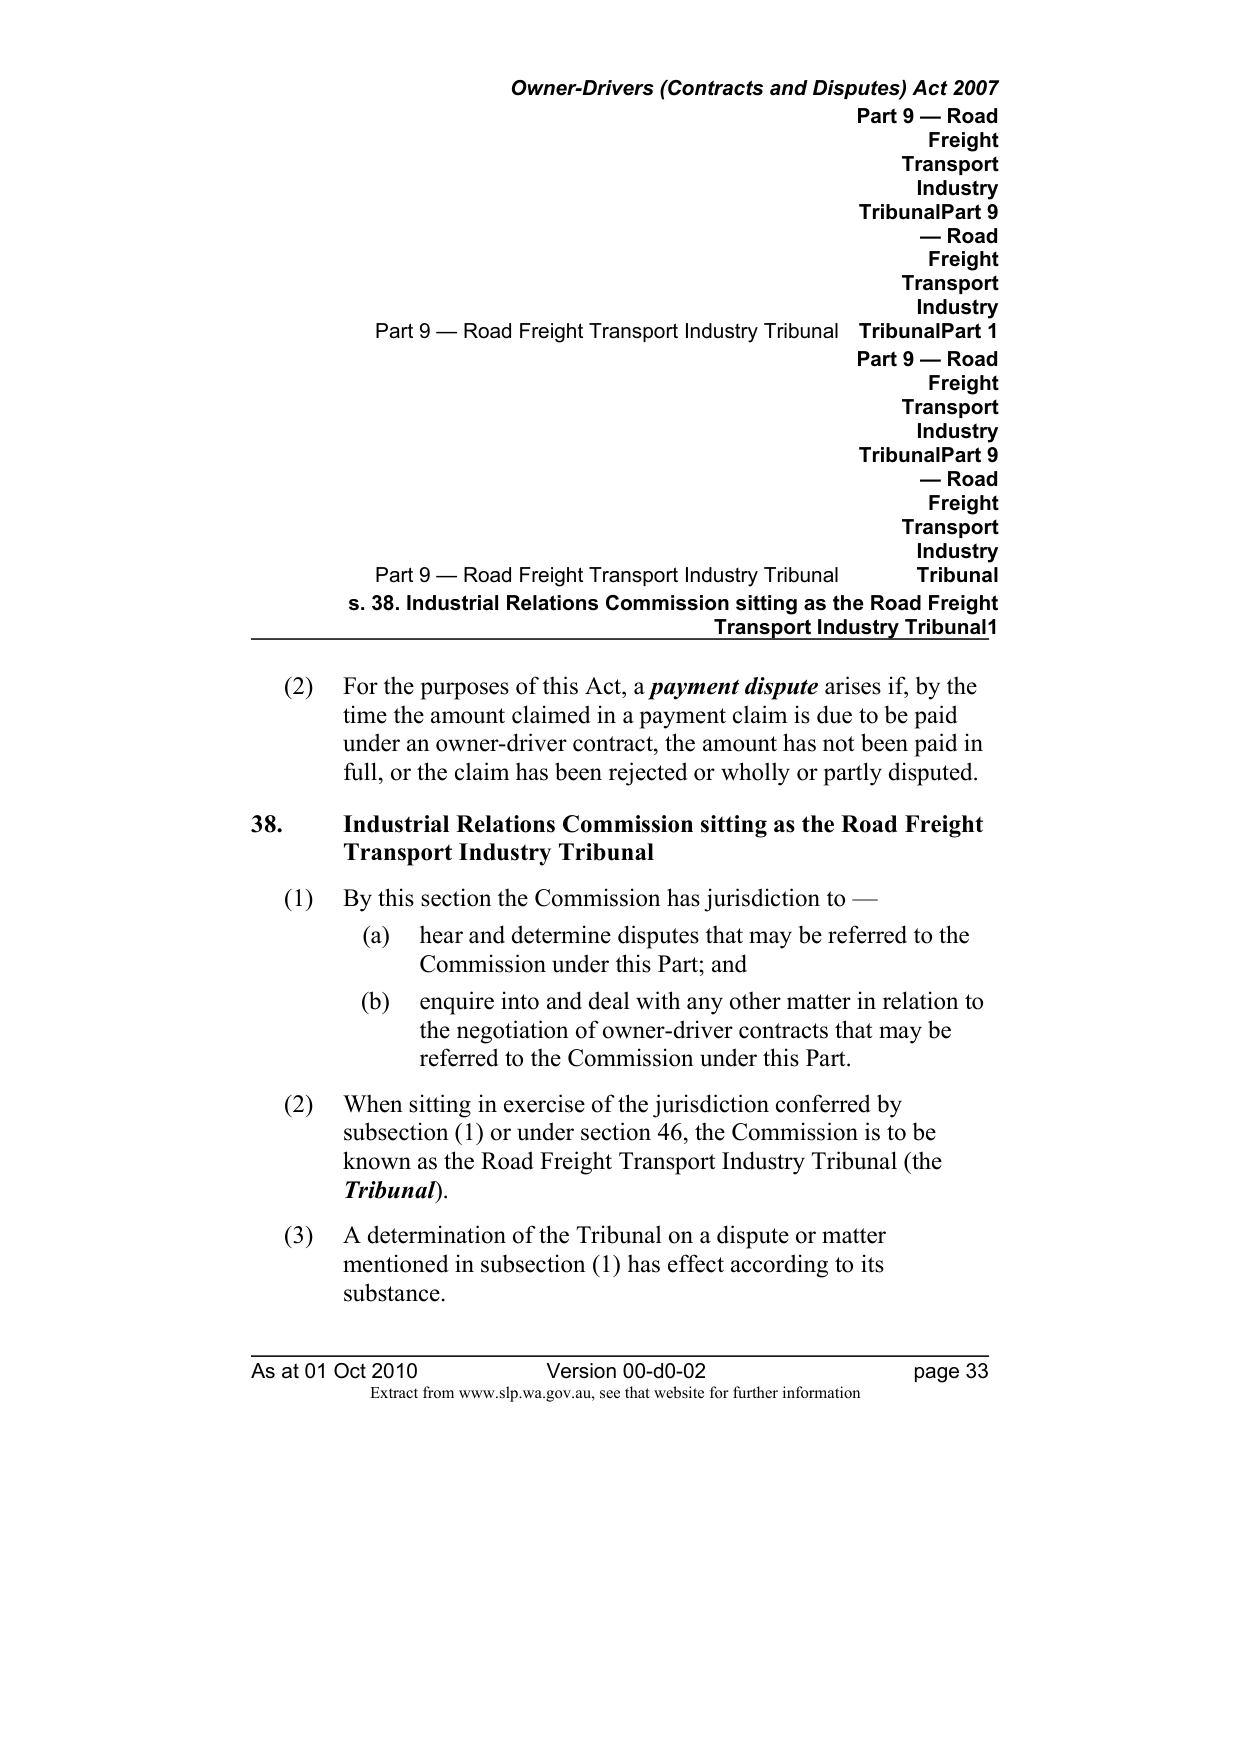 Owner-Drivers (Contracts and Disputes) Act 2007
Part 9 — Road
Freight
Transport
Industry
TribunalPart 9
— Road
Freight
Transport
Industry
Part 9 — Road Freight Transport Industry Tribunal TribunalPart 1
Part 9 — Road
Freight
Transport
Industry
TribunalPart 9
— Road
Freight
Transport
Industry
Part 9 — Road Freight Transport Industry Tribunal Tribunal
s. 38. Industrial Relations Commission sitting as the Road Freight
Transport Industry Tribunal1
(2) For the purposes of this Act, a payment dispute arises if, by the
time the amount claimed in a payment claim is due to be paid
under an owner-driver contract, the amount has not been paid in
full, or the claim has been rejected or wholly or partly disputed.
38. Industrial Relations Commission sitting as the Road Freight
Transport Industry Tribunal
(1) By this section the Commission has jurisdiction to —
(a) hear and determine disputes that may be referred to the
Commission under this Part; and
(b) enquire into and deal with any other matter in relation to
the negotiation of owner-driver contracts that may be
referred to the Commission under this Part.
(2) When sitting in exercise of the jurisdiction conferred by
subsection (1) or under section 46, the Commission is to be
known as the Road Freight Transport Industry Tribunal (the
Tribunal).
(3) A determination of the Tribunal on a dispute or matter
mentioned in subsection (1) has effect according to its
substance.
As at 01 Oct 2010 Version 00-d0-02 page 33
Extract from www.slp.wa.gov.au, see that website for further information